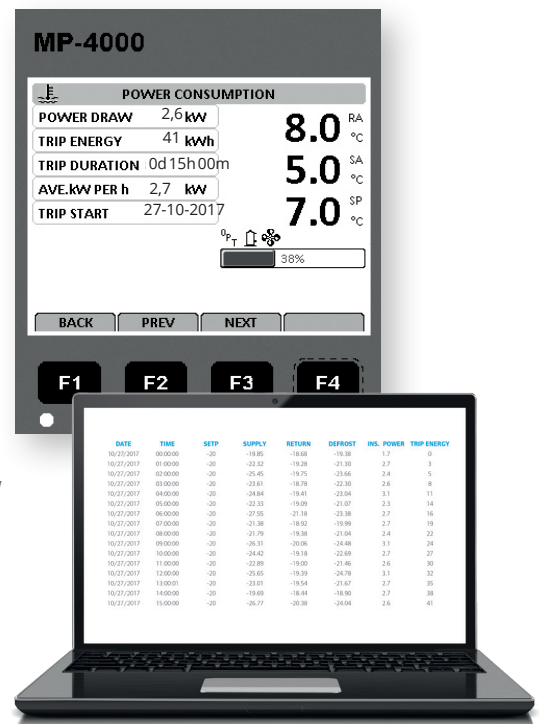 MP-4000
POWER CONSUMPTION
POWER DRAW 2,6 kW
TRIP ENERGY 41 kWh
TRIP DURATION 0d15h00m
AVE.kW PER h 2,7 kW
TRIP START 27-10-2017
8.0 RA °C
5.0 SA °C
7.0 SP °C
0PT
38%
BACK PREV NEXT
F1 F2 F3 F4
DATE TIME SETP SUPPLY RETURN DEFROST INS. POWER TRIP ENERGY
10/27/2017 00:00:00 -20 -19.85 -18.68 -19.38 1.7 0
10/27/2017 01:00:00 -20 -22.32 -19.28 -21.30 2.7 3
10/27/2017 02:00:00 -20 -25.45 -19.75 -23.66 2.4 5
10/27/2017 03:00:00 -20 -23.61 -18.78 -22.30 2.6 8
10/27/2017 04:00:00 -20 -24.84 -19.41 -23.04 3.1 11
10/27/2017 05:00:00 -20 -22.33 -19.09 -21.07 2.3 14
10/27/2017 06:00:00 -20 -27.55 -21.18 -23.38 2.7 16
10/27/2017 07:00:00 -20 -21.38 -18.92 -19.99 2.7 19
10/27/2017 08:00:00 -20 -21.79 -19.38 -21.04 2.4 22
10/27/2017 09:00:00 -20 -26.31 -20.06 -24.48 3.1 24
10/27/2017 10:00:00 -20 -24.42 -19.18 -22.69 2.7 27
10/27/2017 11:00:00 -20 -22.89 -19.00 -21.46 2.6 30
10/27/2017 12:00:00 -20 -25.65 -19.39 -24.78 3.1 32
10/27/2017 13:00:01 -20 -23.01 -19.54 -21.67 2.7 35
10/27/2017 14:00:00 -20 -19.69 -18.44 -18.90 2.7 38
10/27/2017 15:00:00 -20 -26.77 -20.38 -24.04 2.6 41